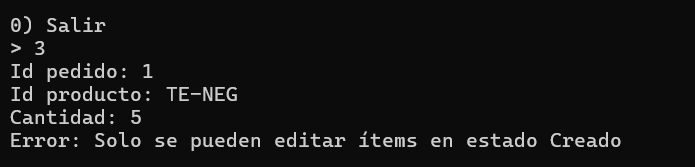 0) Salir
> 3
Id pedido: 1
Id producto: TE-NEG
Cantidad: 5
Error: Solo se pueden editar ítems en estado Creado